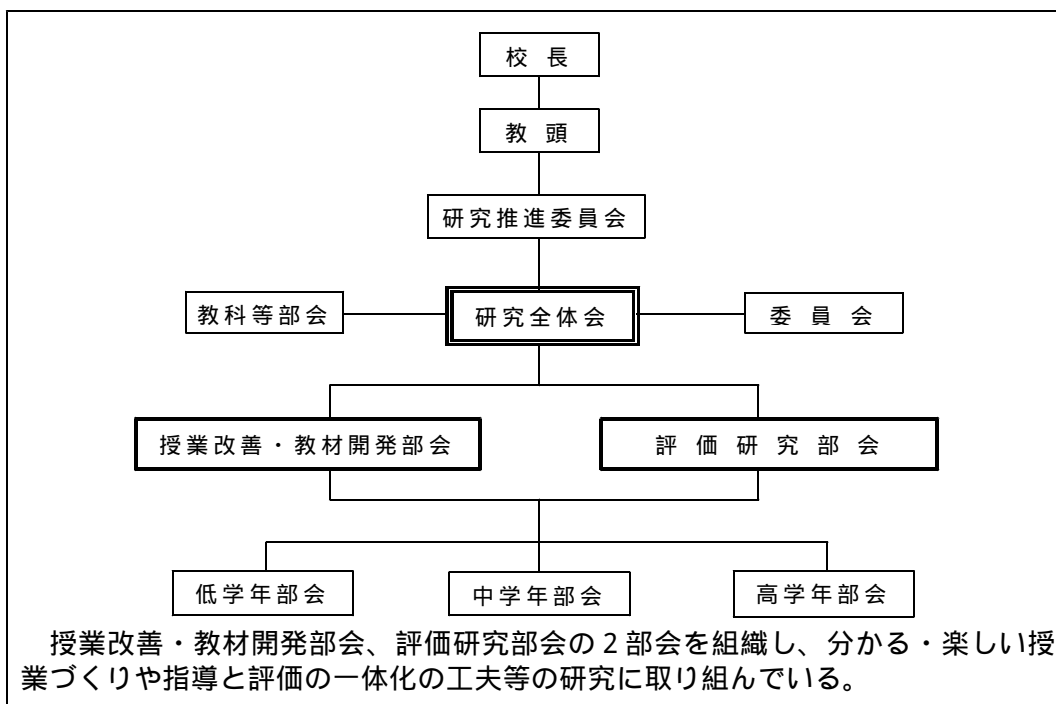 校長
教頭
研究推進委員会
教科等部会
研究全体会
委員会
授業改善・教材開発部会
評価研究部会
低学年部会
中学年部会
高学年部会
授業改善・教材開発部会、評価研究部会の２部会を組織し、分かる・楽しい授
業づくりや指導と評価の一体化の工夫等の研究に取り組んでいる。